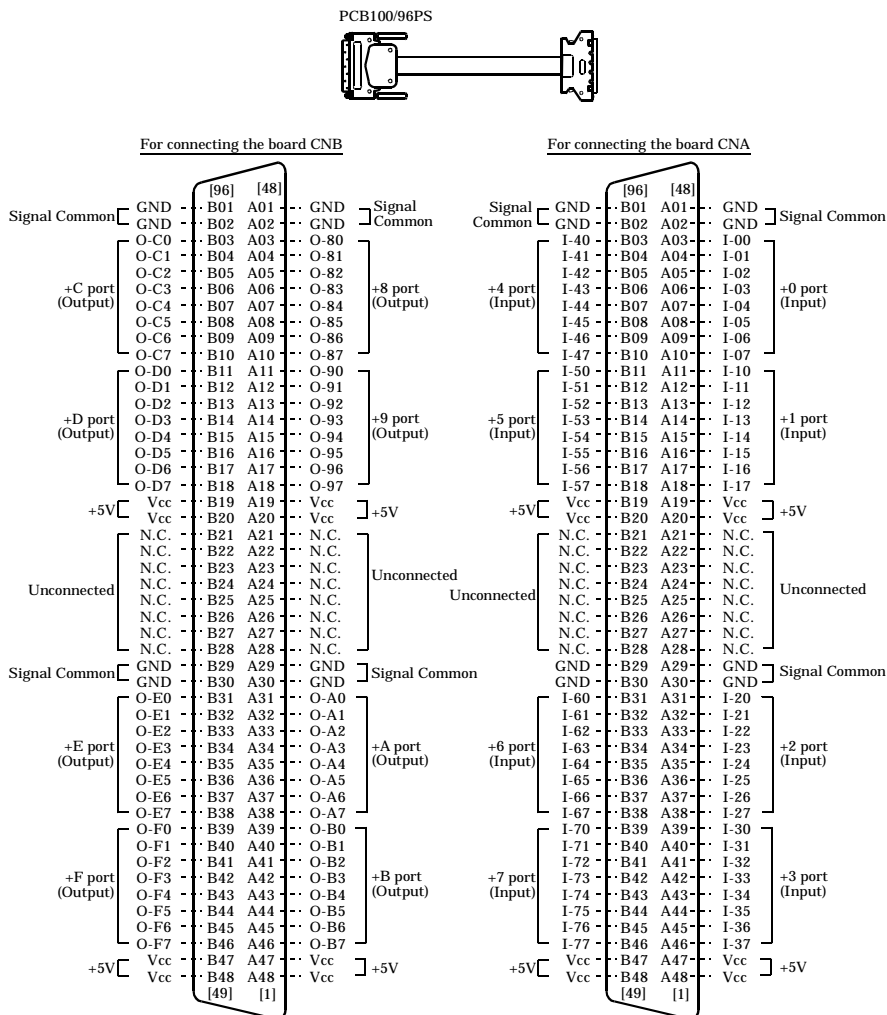 PCB100/96PS
For connecting the board CNB
[96] [48]
GND B01 A01 GND
GND B02 A02 GND
Signal Common
Signal Common
O-C0 B03 A03 O-80
O-C1 B04 A04 O-81
O-C2 B05 A05 O-82
O-C3 B06 A06 O-83
O-C4 B07 A07 O-84
O-C5 B08 A08 O-85
O-C6 B09 A09 O-86
O-C7 B10 A10 O-87
+C port (Output)
+8 port (Output)
O-D0 B11 A11 O-90
O-D1 B12 A12 O-91
O-D2 B13 A13 O-92
O-D3 B14 A14 O-93
O-D4 B15 A15 O-94
O-D5 B16 A16 O-95
O-D6 B17 A17 O-96
O-D7 B18 A18 O-97
+D port (Output)
+9 port (Output)
Vcc B19 A19 Vcc
Vcc B20 A20 Vcc
+5V
+5V
N.C. B21 A21 N.C.
N.C. B22 A22 N.C.
N.C. B23 A23 N.C.
N.C. B24 A24 N.C.
N.C. B25 A25 N.C.
N.C. B26 A26 N.C.
N.C. B27 A27 N.C.
N.C. B28 A28 N.C.
Unconnected
Unconnected
GND B29 A29 GND
GND B30 A30 GND
Signal Common
Signal Common
O-E0 B31 A31 O-A0
O-E1 B32 A32 O-A1
O-E2 B33 A33 O-A2
O-E3 B34 A34 O-A3
O-E4 B35 A35 O-A4
O-E5 B36 A36 O-A5
O-E6 B37 A37 O-A6
O-E7 B38 A38 O-A7
+E port (Output)
+A port (Output)
O-F0 B39 A39 O-B0
O-F1 B40 A40 O-B1
O-F2 B41 A41 O-B2
O-F3 B42 A42 O-B3
O-F4 B43 A43 O-B4
O-F5 B44 A44 O-B5
O-F6 B45 A45 O-B6
O-F7 B46 A46 O-B7
+F port (Output)
+B port (Output)
Vcc B47 A47 Vcc
Vcc B48 A48 Vcc
+5V
+5V
[49] [1]
For connecting the board CNA
[96] [48]
GND B01 A01 GND
GND B02 A02 GND
Signal Common
Signal Common
I-40 B03 A03 I-00
I-41 B04 A04 I-01
I-42 B05 A05 I-02
I-43 B06 A06 I-03
I-44 B07 A07 I-04
I-45 B08 A08 I-05
I-46 B09 A09 I-06
I-47 B10 A10 I-07
+4 port (Input)
+0 port (Input)
I-50 B11 A11 I-10
I-51 B12 A12 I-11
I-52 B13 A13 I-12
I-53 B14 A14 I-13
I-54 B15 A15 I-14
I-55 B16 A16 I-15
I-56 B17 A17 I-16
I-57 B18 A18 I-17
+5 port (Input)
+1 port (Input)
Vcc B19 A19 Vcc
Vcc B20 A20 Vcc
+5V
+5V
N.C. B21 A21 N.C.
N.C. B22 A22 N.C.
N.C. B23 A23 N.C.
N.C. B24 A24 N.C.
N.C. B25 A25 N.C.
N.C. B26 A26 N.C.
N.C. B27 A27 N.C.
N.C. B28 A28 N.C.
Unconnected
Unconnected
GND B29 A29 GND
GND B30 A30 GND
Signal Common
I-60 B31 A31 I-20
I-61 B32 A32 I-21
I-62 B33 A33 I-22
I-63 B34 A34 I-23
I-64 B35 A35 I-24
I-65 B36 A36 I-25
I-66 B37 A37 I-26
I-67 B38 A38 I-27
+6 port (Input)
+2 port (Input)
I-70 B39 A39 I-30
I-71 B40 A40 I-31
I-72 B41 A41 I-32
I-73 B42 A42 I-33
I-74 B43 A43 I-34
I-75 B44 A44 I-35
I-76 B45 A45 I-36
I-77 B46 A46 I-37
+7 port (Input)
+3 port (Input)
Vcc B47 A47 Vcc
Vcc B48 A48 Vcc
+5V
+5V
[49] [1]